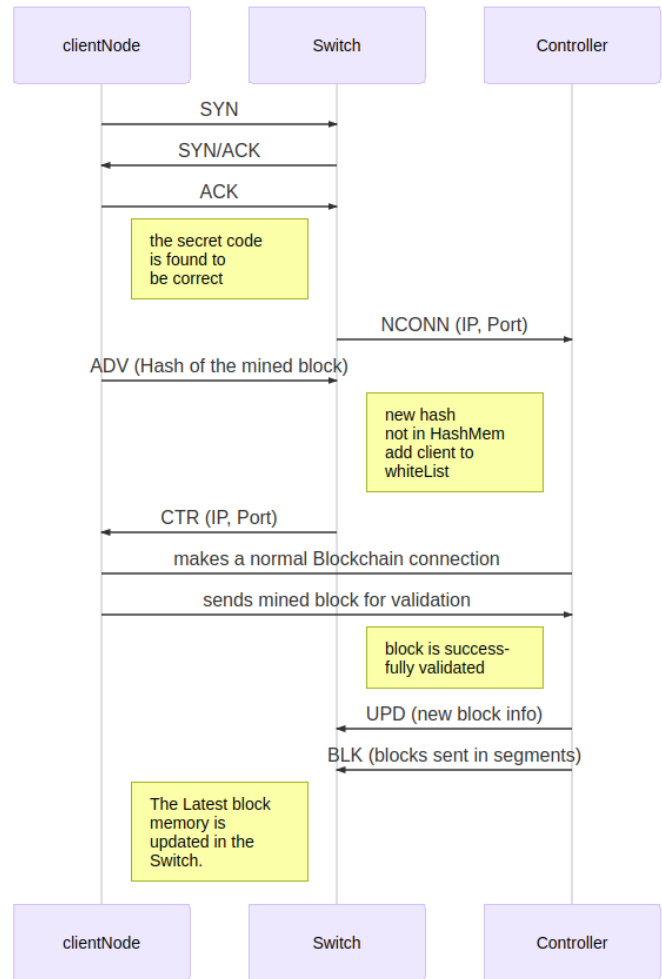 clientNode
Switch
Controller
SYN
SYN/ACK
ACK
the secret code
is found to
be correct
NCONN (IP, Port)
ADV (Hash of the mined block)
new hash
not in HashMem
add client to
whiteList
CTR (IP, Port)
makes a normal Blockchain connection
sends mined block for validation
block is success-
fully validated
UPD (new block info)
BLK (blocks sent in segments)
The Latest block
memory is
updated in the
Switch.
clientNode
Switch
Controller